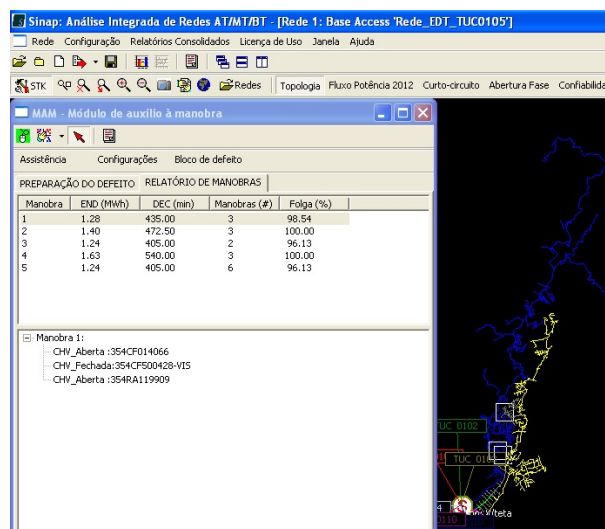 Sinap: Análise Integrada de Redes AT/MT/BT - [Rede 1: Base Access 'Rede_EDT_TUC0105']
Rede Configuração Relatórios Consolidados Licença de Uso Janela Ajuda
STK Redes Topologia Fluxo Potência 2012 Curto-circuito Abertura Fase Confiabilida
MAM - Módulo de auxílio à manobra
Assistência Configurações Bloco de defeito
PREPARAÇÃO DO DEFEITO RELATÓRIO DE MANOBRAS
Manobra END (MWh) DEC (min) Manobras (#) Folga (%)
1 1.28 435.00 3 98.54
2 1.40 472.50 3 100.00
3 1.24 405.00 2 96.13
4 1.63 540.00 3 100.00
5 1.24 405.00 6 96.13
Manobra 1:
CHV_Aberta :354CF014066
CHV_Fechada:354CF500428-VIS
CHV_Aberta :354RA119909
TUC 0102
TUC